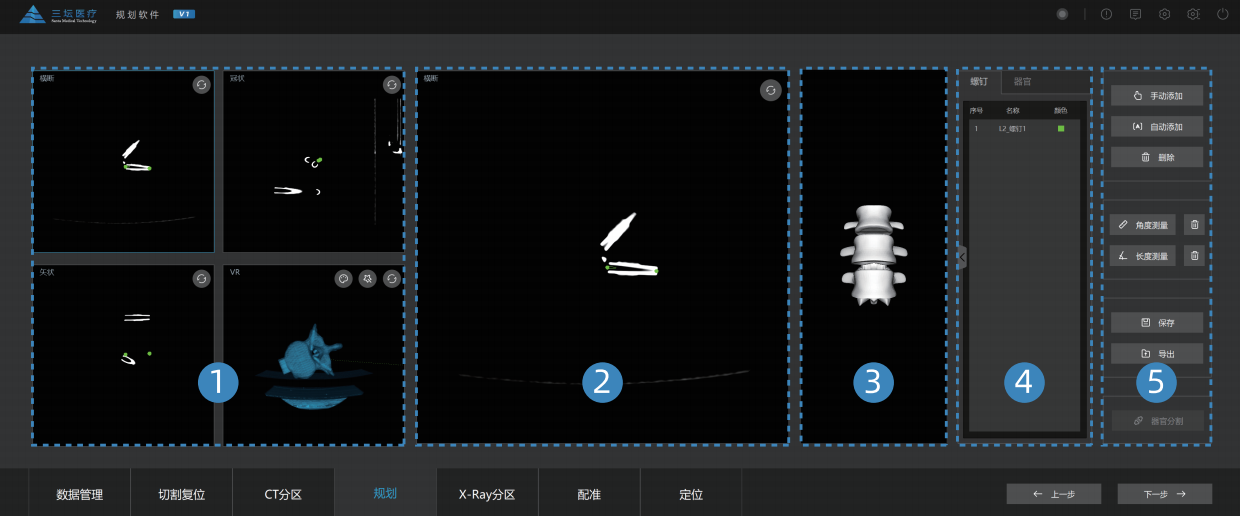 三坛医疗
Santan Medical Technology
规划软件 V1
横断
冠状
矢状
VR
横断
1
2
3
4
5
螺钉 器官
序号 名称 颜色
1 L2_螺钉1
手动添加
自动添加
删除
角度测量
长度测量
保存
导出
器官分割
数据管理 切割复位 CT分区 规划 X-Ray分区 配准 定位
← 上一步 下一步 →